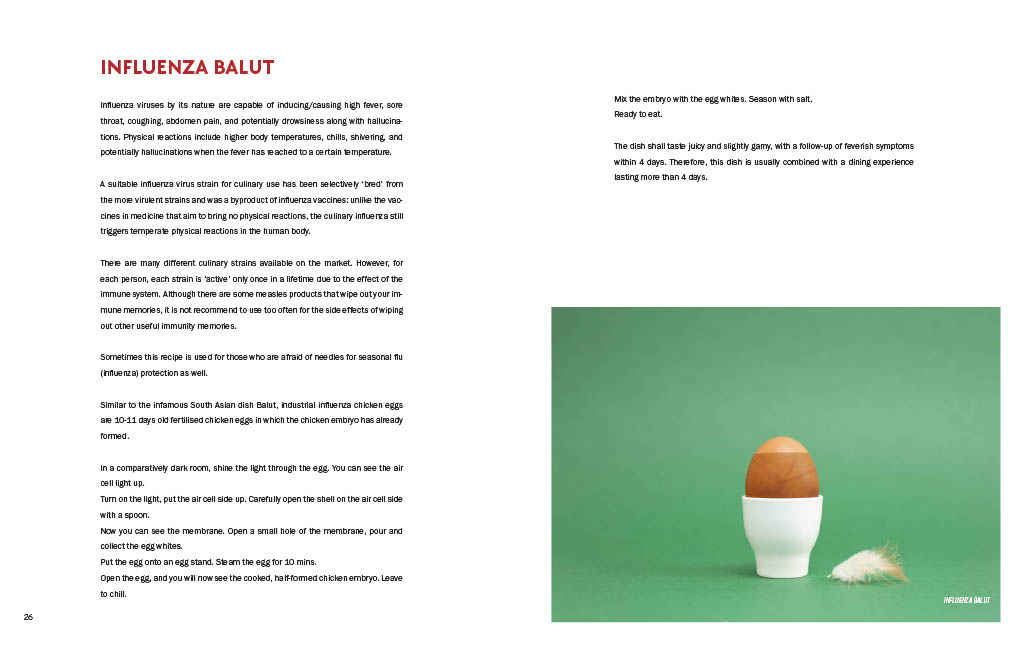 INFLUENZA BALUT
Influenza viruses by its nature are capable of inducing/causing high fever, sore
throat, coughing, abdomen pain, and potentially drowsiness along with hallucina-
tions. Physical reactions include higher body temperatures, chills, shivering, and
potentially hallucinations when the fever has reached to a certain temperature.
A suitable influenza virus strain for culinary use has been selectively 'bred' from
the more virulent strains and was a byproduct of influenza vaccines: unlike the vac-
cines in medicine that aim to bring no physical reactions, the culinary influenza still
triggers temperate physical reactions in the human body.
There are many different culinary strains available on the market. However, for
each person, each strain is 'active' only once in a lifetime due to the effect of the
immune system. Although there are some measles products that wipe out your im-
mune memories, it is not recommend to use too often for the side effects of wiping
out other useful immunity memories.
Sometimes this recipe is used for those who are afraid of needles for seasonal flu
(influenza) protection as well.
Similar to the infamous South Asian dish Balut, industrial influenza chicken eggs
are 10-11 days old fertilised chicken eggs in which the chicken embryo has already
formed.
In a comparatively dark room, shine the light through the egg. You can see the air
cell light up.
Turn on the light, put the air cell side up. Carefully open the shell on the air cell side
with a spoon.
Now you can see the membrane. Open a small hole of the membrane, pour and
collect the egg whites.
Put the egg onto an egg stand. Steam the egg for 10 mins.
Open the egg, and you will now see the cooked, half-formed chicken embryo. Leave
to chill.
26
Mix the embryo with the egg whites. Season with salt.
Ready to eat.
The dish shall taste juicy and slightly gamy, with a follow-up of feverish symptoms
within 4 days. Therefore, this dish is usually combined with a dining experience
lasting more than 4 days.
INFLUENZA BALUT